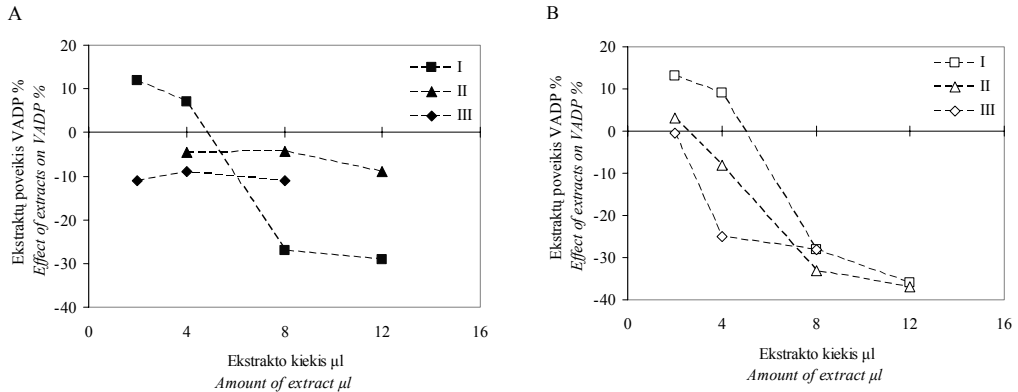 A
Ekstraktų poveikis VADP %
Effect of extracts on VADP %
20
10
0
-10
-20
-30
-40
0
4
8
12
16
I
II
III
Ekstrakto kiekis µl
Amount of extract µl
B
Ekstraktų poveikis VADP %
Effect of extracts on VADP %
20
10
0
-10
-20
-30
-40
0
4
8
12
16
I
II
III
Ekstrakto kiekis µl
Amount of extract µl